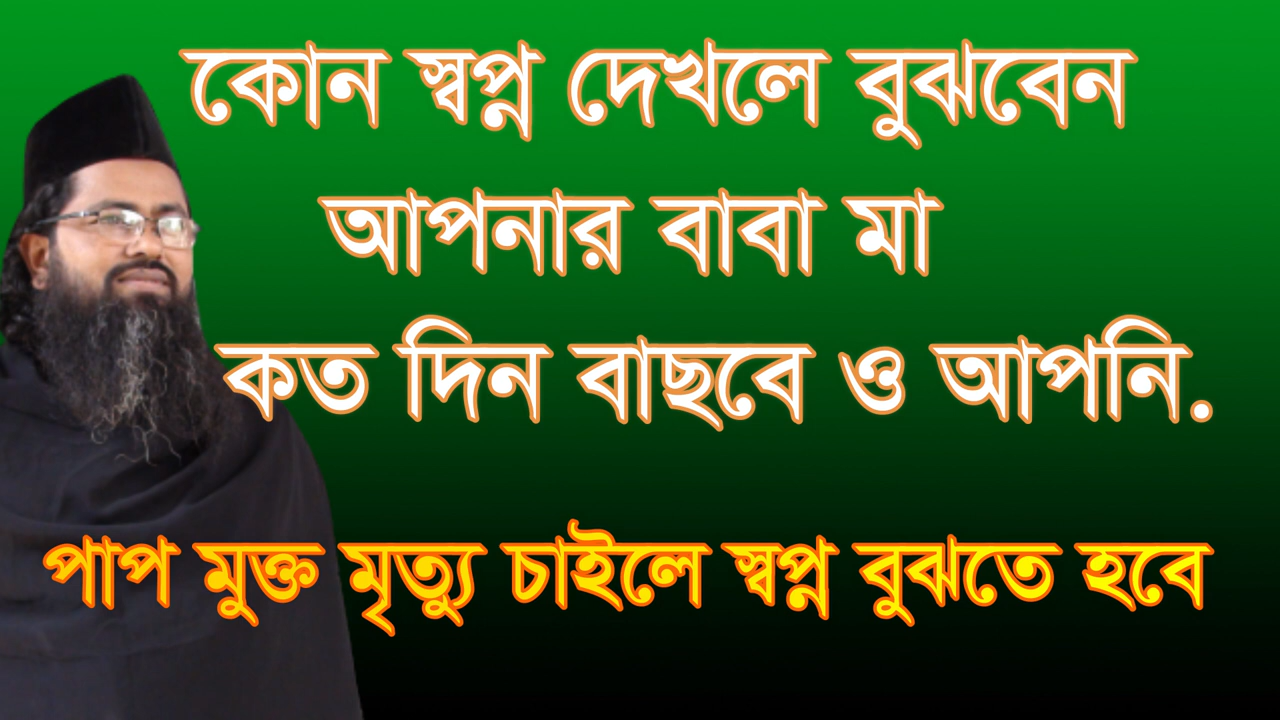 কোন স্বপ্ন দেখলে বুঝবেন
আপনার বাবা মা
কত দিন বাছবে ও আপনি.
পাপ মুক্ত মৃত্যু চাইলে স্বপ্ন বুঝতে হবে